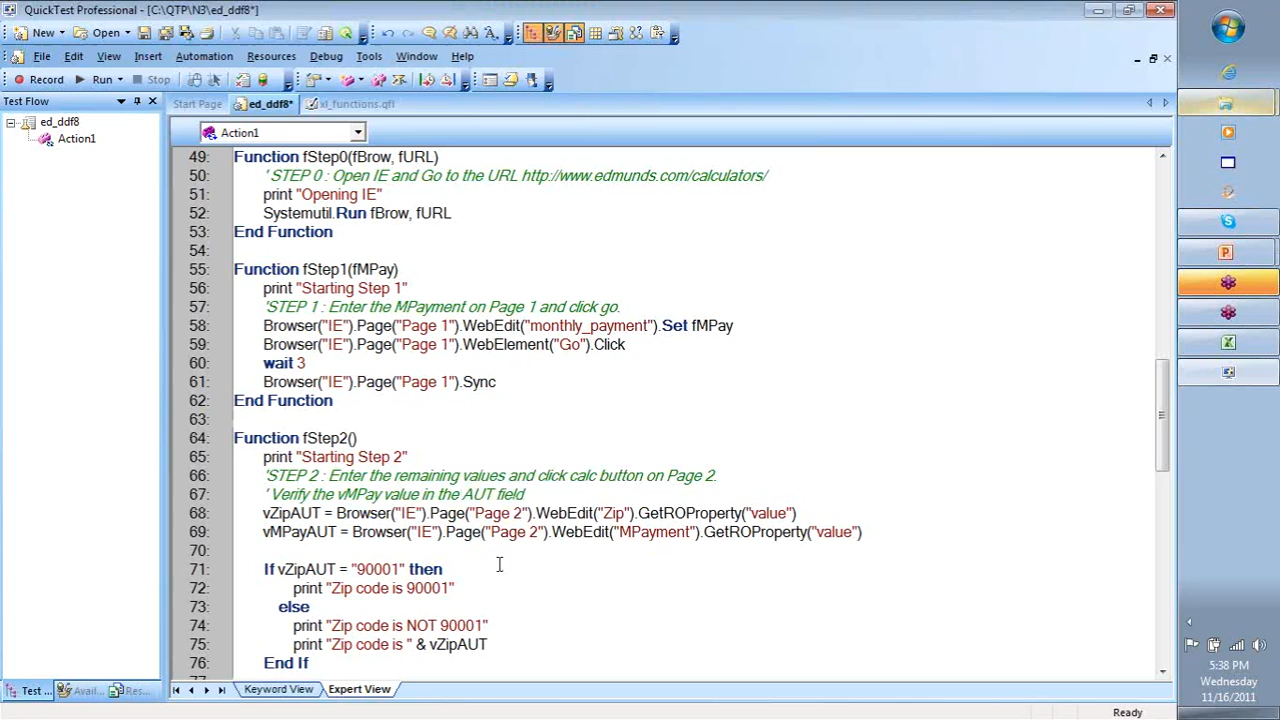 QuickTest Professional - [C:\QTP\N3\ed_ddf8*]
New Open
File Edit View Insert Automation Resources Debug Tools Window Help
Record Run Stop
Test Flow
ed_ddf8
Action1
Start Page ed_ddf8* xl_functions.qfl
Action1
49: Function fStep0(fBrow, fURL)
50: ' STEP 0 : Open IE and Go to the URL http://www.edmunds.com/calculators/
51: print "Opening IE"
52: Systemutil.Run fBrow, fURL
53: End Function
54:
55: Function fStep1(fMPay)
56: print "Starting Step 1"
57: 'STEP 1 : Enter the MPayment on Page 1 and click go.
58: Browser("IE").Page("Page 1").WebEdit("monthly_payment").Set fMPay
59: Browser("IE").Page("Page 1").WebElement("Go").Click
60: wait 3
61: Browser("IE").Page("Page 1").Sync
62: End Function
63:
64: Function fStep2()
65: print "Starting Step 2"
66: 'STEP 2 : Enter the remaining values and click calc button on Page 2.
67: ' Verify the vMPay value in the AUT field
68: vZipAUT = Browser("IE").Page("Page 2").WebEdit("Zip").GetROProperty("value")
69: vMPayAUT = Browser("IE").Page("Page 2").WebEdit("MPayment").GetROProperty("value")
70:
71: If vZipAUT = "90001" then
72: print "Zip code is 90001"
73: else
74: print "Zip code is NOT 90001"
75: print "Zip code is " & vZipAUT
76: End If
Test ... Avai... Res...
Keyword View Expert View
Ready
5:38 PM
Wednesday
11/16/2011